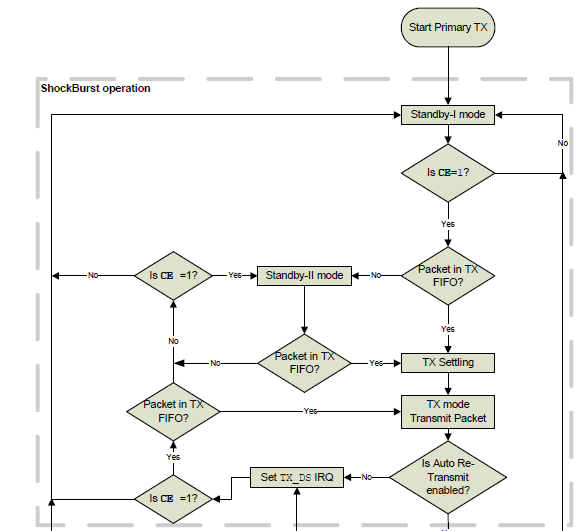 Start Primary TX
ShockBurst operation
Standby-I mode
No
Is CE=1?
Yes
No
Is CE =1?
Yes
Standby-II mode
No
Packet in TX
FIFO?
Yes
No
No
Packet in TX
FIFO?
Yes
TX Settling
Packet in TX
FIFO?
Yes
TX mode
Transmit Packet
Yes
Is Auto Re-
Transmit
enabled?
No
Set TX_DS IRQ
Is CE =1?